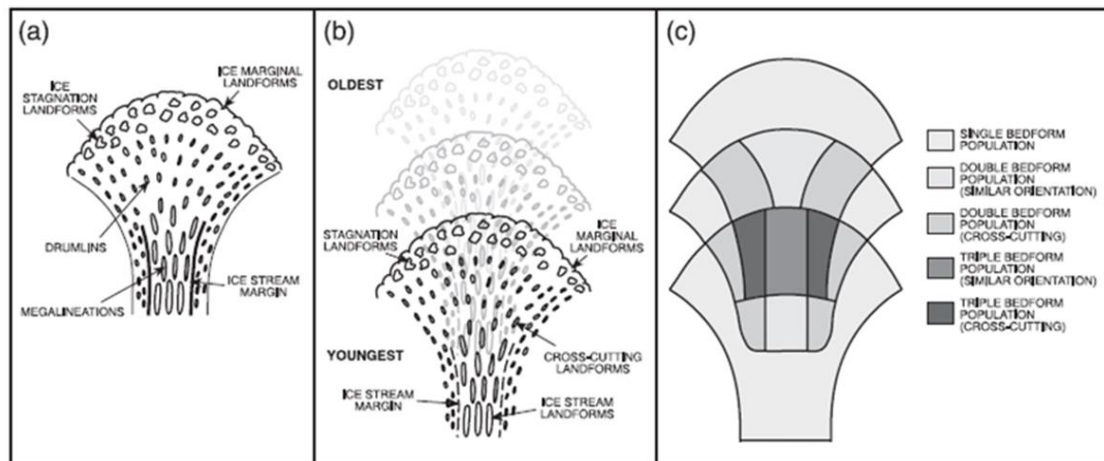 (a)
ICE
STAGNATION
LANDFORMS
ICE MARGINAL
LANDFORMS
DRUMLINS
MEGALINEATIONS
ICE STREAM
MARGIN
(b)
OLDEST
STAGNATION
LANDFORMS
ICE
MARGINAL
LANDFORMS
YOUNGEST
CROSS-CUTTING
LANDFORMS
ICE STREAM
MARGIN
ICE STREAM
LANDFORMS
(c)
SINGLE BEDFORM
POPULATION
DOUBLE BEDFORM
POPULATION
(SIMILAR ORIENTATION)
DOUBLE BEDFORM
POPULATION
(CROSS-CUTTING)
TRIPLE BEDFORM
POPULATION
(SIMILAR ORIENTATION)
TRIPLE BEDFORM
POPULATION
(CROSS-CUTTING)